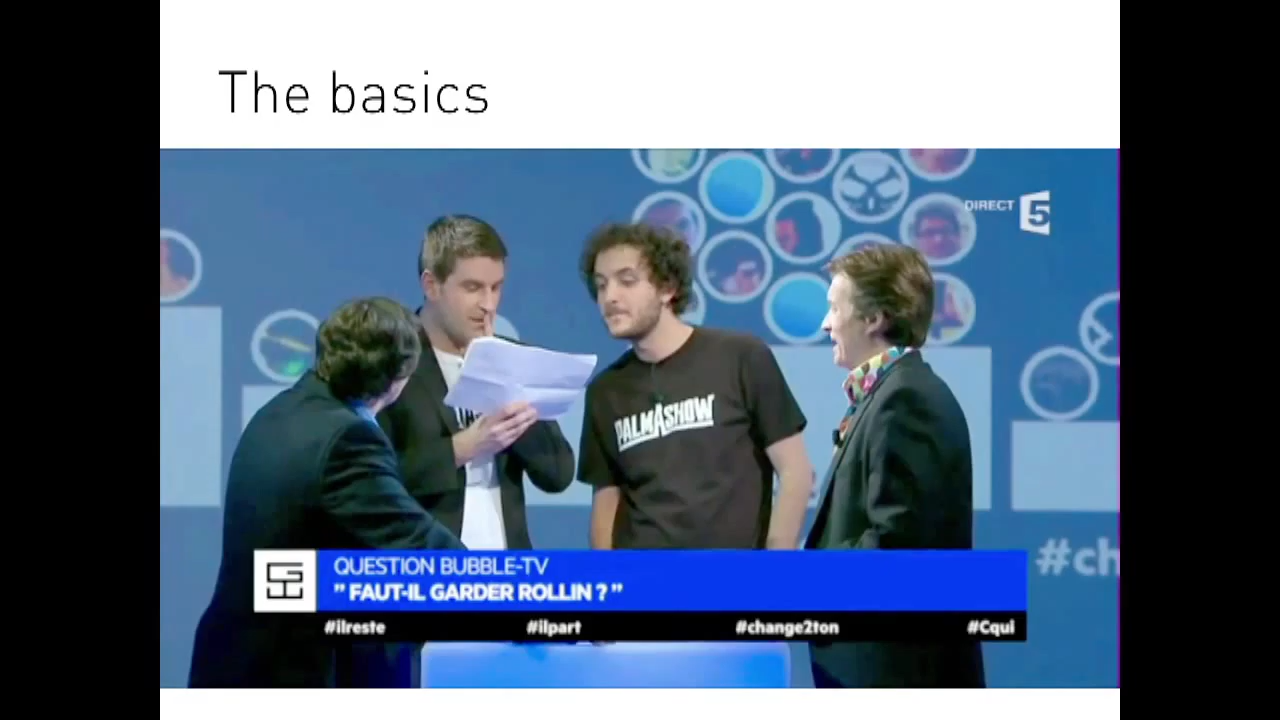 The basics
DIRECT 5
PALMASHOW
QUESTION BUBBLE-TV
” FAUT-IL GARDER ROLLIN ? ”
#ilreste #ilpart #change2ton #Cqui
#ch